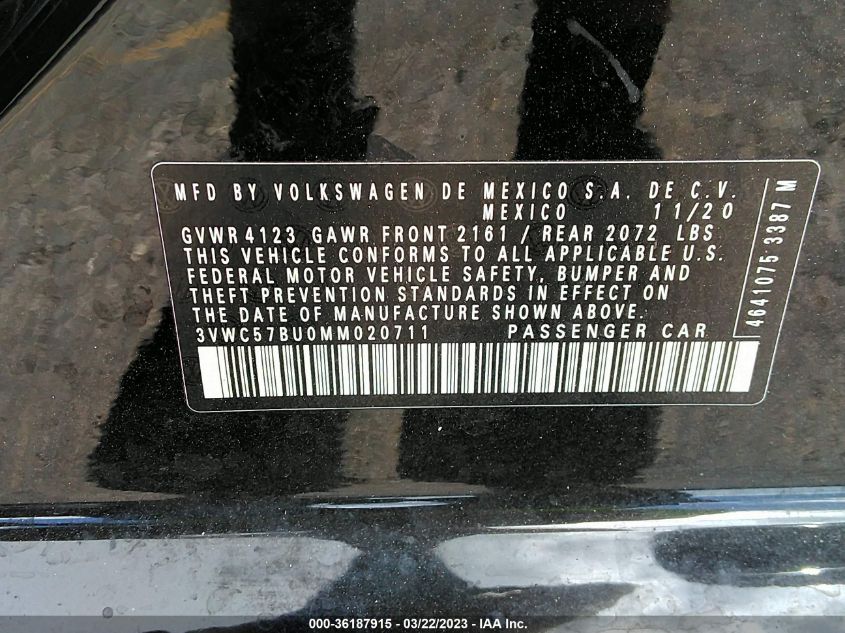 MFD BY VOLKSWAGEN DE MEXICO S.A. DE C.V.
MEXICO 11/20
GVWR 4123 GAWR FRONT 2161 / REAR 2072 LBS
THIS VEHICLE CONFORMS TO ALL APPLICABLE U.S.
FEDERAL MOTOR VEHICLE SAFETY, BUMPER AND
THEFT PREVENTION STANDARDS IN EFFECT ON
THE DATE OF MANUFACTURE SHOWN ABOVE.
3VWC57BU0MM020711 PASSENGER CAR
4641075 3387 M
000-36187915 - 03/22/2023 - IAA Inc.